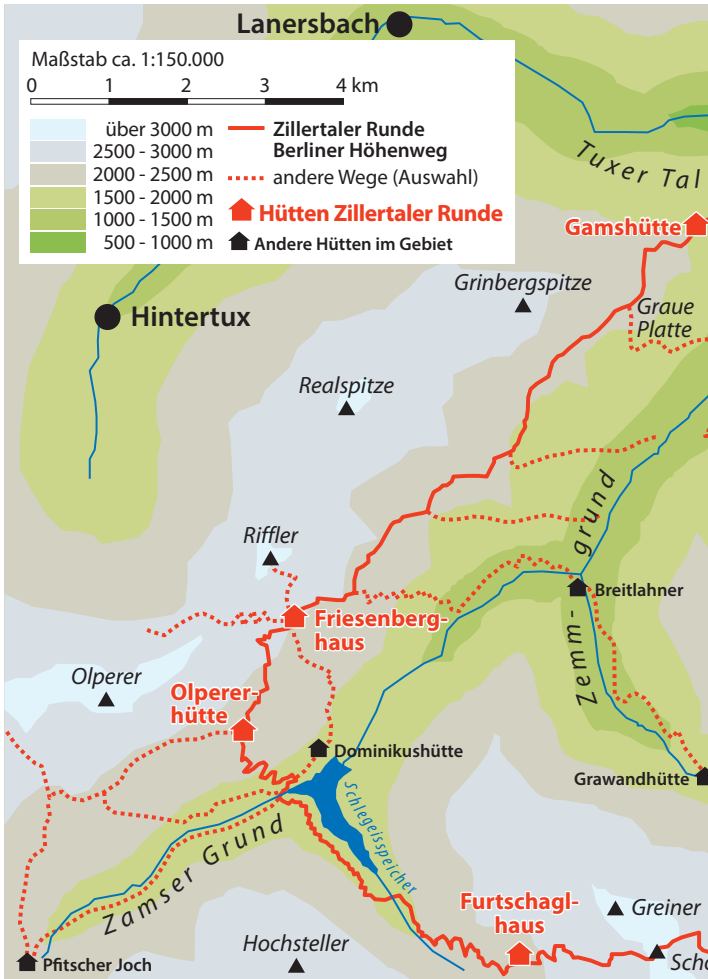 Lanersbach
Maßstab ca. 1:150.000
0 1 2 3 4 km
über 3000 m
2500 - 3000 m
2000 - 2500 m
1500 - 2000 m
1000 - 1500 m
500 - 1000 m
Zillertaler Runde
Berliner Höhenweg
andere Wege (Auswahl)
Hütten Zillertaler Runde
Andere Hütten im Gebiet
Tuxer Tal
Gamshütte
Grinbergspitze
Graue
Platte
Hintertux
Realspitze
Riffler
Zemm-
grund
Breitlahner
Friesenberg-
haus
Olperer
Olperer-
hütte
Dominikushütte
Grawandhütte
Schlegeisspeicher
Zamser Grund
Furtschagl-
haus
Greiner
Hochsteller
Pfitscher Joch
Scho